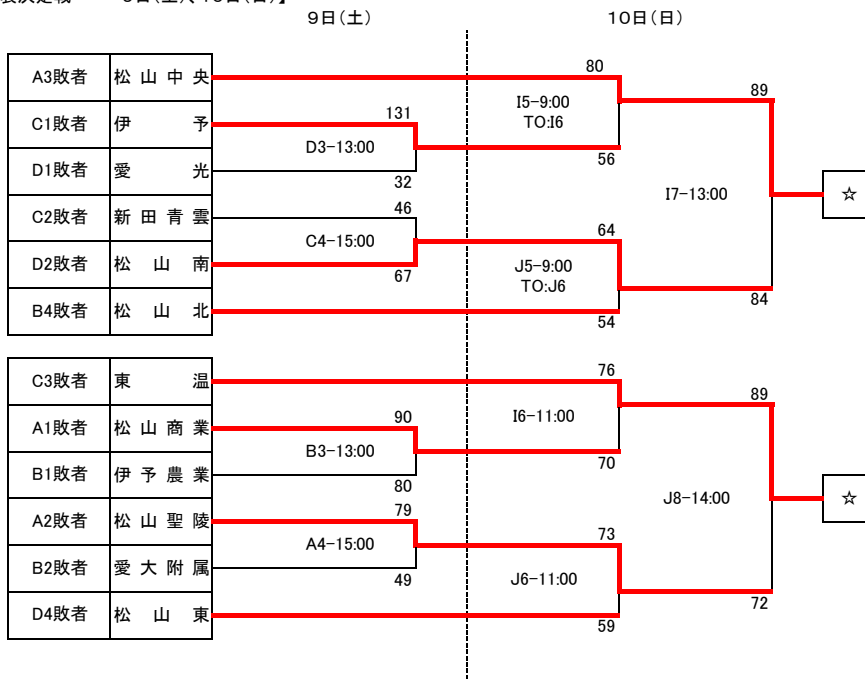 9日(土)
10日(日)
A3敗者 松山中央
C1敗者 伊予
D1敗者 愛光
C2敗者 新田青雲
D2敗者 松山南
B4敗者 松山北
131
D3-13:00
32
46
C4-15:00
67
80
I5-9:00
TO:I6
56
64
J5-9:00
TO:J6
54
89
I7-13:00
84
☆
C3敗者 東温
A1敗者 松山商業
B1敗者 伊予農業
A2敗者 松山聖陵
B2敗者 愛大附属
D4敗者 松山東
90
B3-13:00
80
79
A4-15:00
49
76
I6-11:00
70
73
J6-11:00
59
89
J8-14:00
72
☆